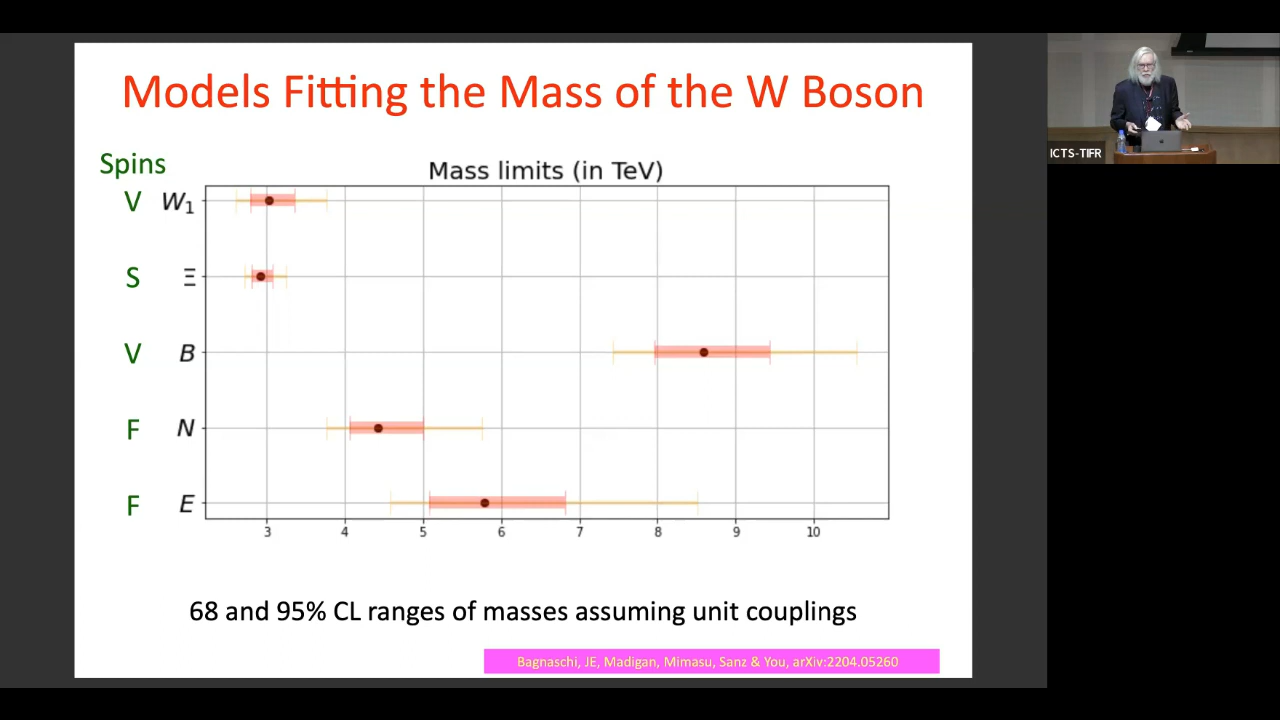 Models Fitting the Mass of the W Boson
Spins
Mass limits (in TeV)
V W₁
S Ξ
V B
F N
F E
3 4 5 6 7 8 9 10
68 and 95% CL ranges of masses assuming unit couplings
Bagnaschi, JE, Madigan, Mimasu, Sanz & You, arXiv:2204.05260
ICTS-TIFR